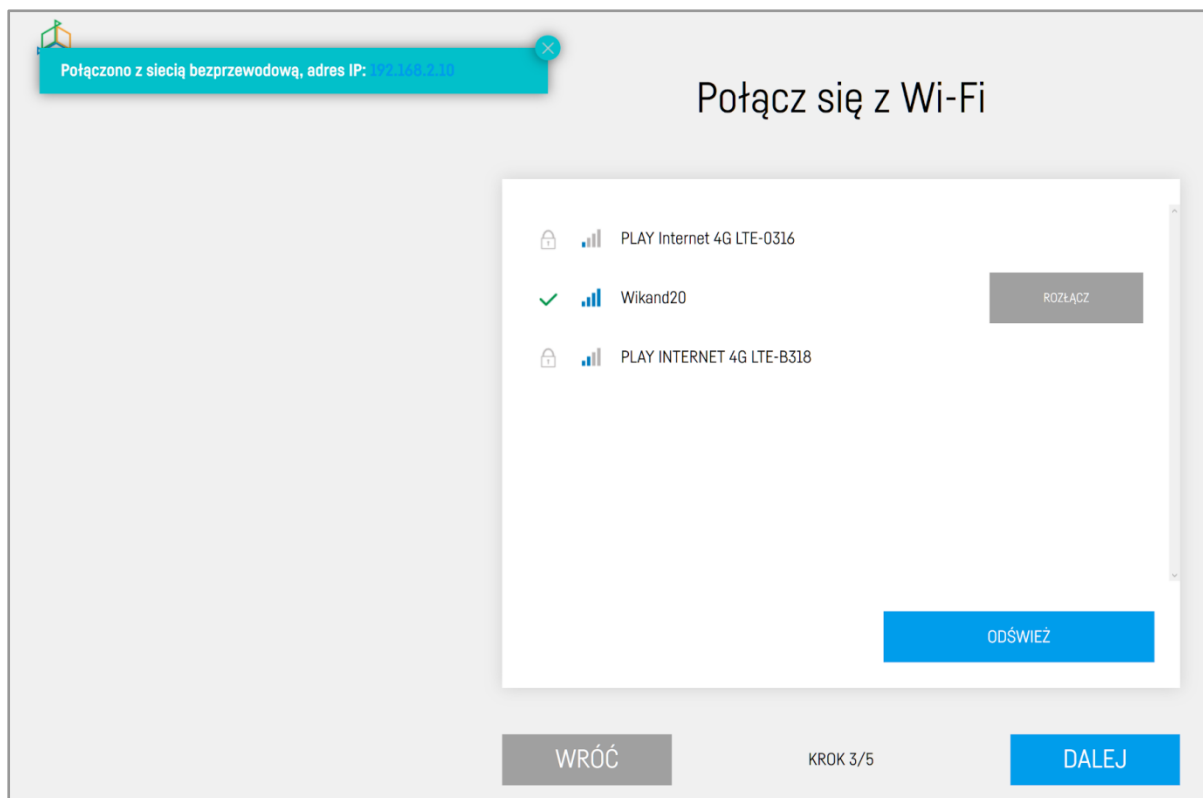 Połączono z siecią bezprzewodową, adres IP: 192.168.2.10
Połącz się z Wi-Fi
PLAY Internet 4G LTE-0316
Wikand20
ROZŁĄCZ
PLAY INTERNET 4G LTE-B318
ODŚWIEŻ
WRÓĆ
KROK 3/5
DALEJ